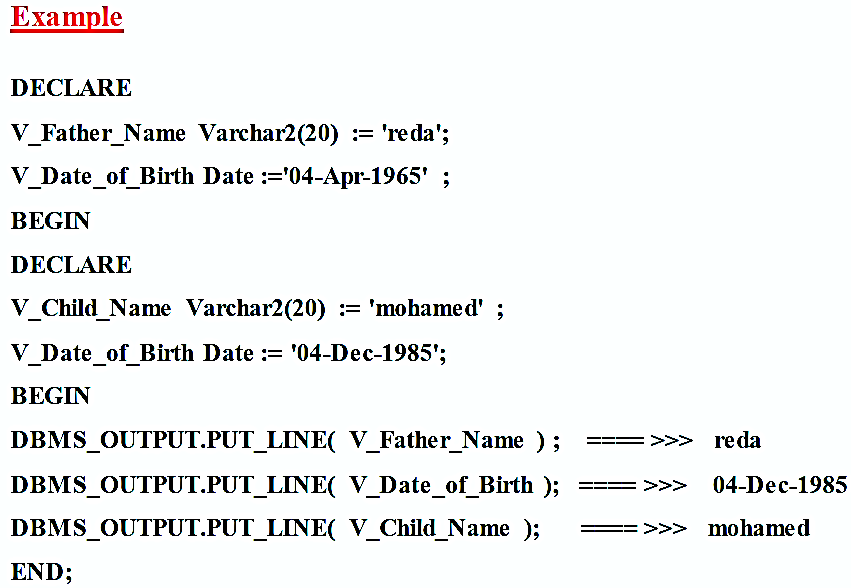 Example
DECLARE
V_Father_Name Varchar2(20) := 'reda';
V_Date_of_Birth Date :='04-Apr-1965' ;
BEGIN
DECLARE
V_Child_Name Varchar2(20) := 'mohamed' ;
V_Date_of_Birth Date := '04-Dec-1985';
BEGIN
DBMS_OUTPUT.PUT_LINE( V_Father_Name ) ; ==== >>> reda
DBMS_OUTPUT.PUT_LINE( V_Date_of_Birth ); ==== >>> 04-Dec-1985
DBMS_OUTPUT.PUT_LINE( V_Child_Name ); ==== >>> mohamed
END;